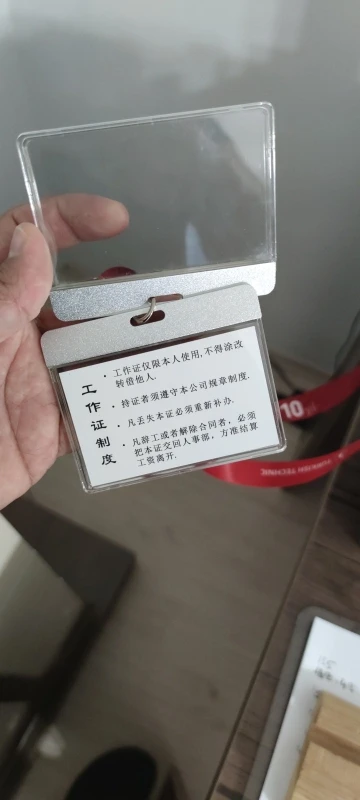 工作证制度
· 工作证仅限本人使用,不得涂改
转借他人.
· 持证者须遵守本公司规章制度.
· 凡丢失本证必须重新补办.
· 凡辞工或者解除合同者，必须
把本证交回人事部，方准结算
工资离开.
10